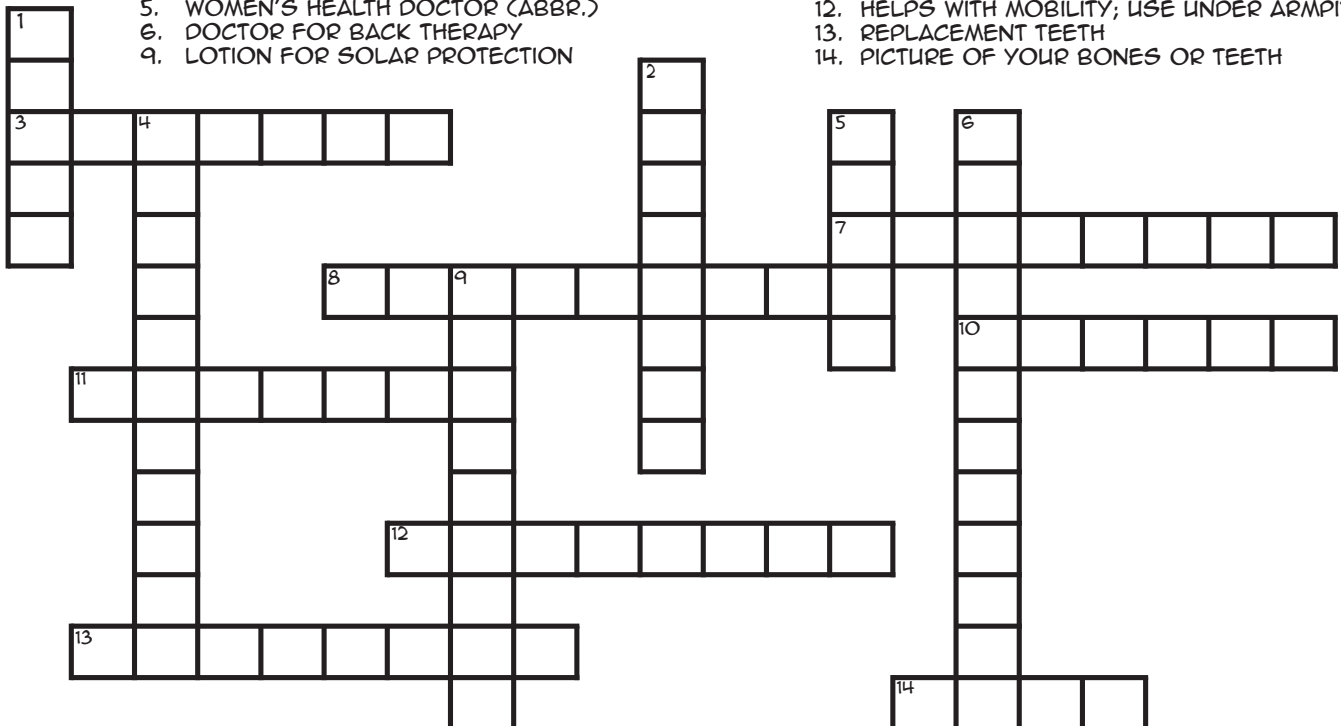 5. WOMEN'S HEALTH DOCTOR (ABBR.)
6. DOCTOR FOR BACK THERAPY
9. LOTION FOR SOLAR PROTECTION
12. HELPS WITH MOBILITY; USE UNDER
13. REPLACEMENT TEETH
14. PICTURE OF YOUR BONES OR TEETH
1
2
3 4 5 6
7
8 9
10
11
12
13
14